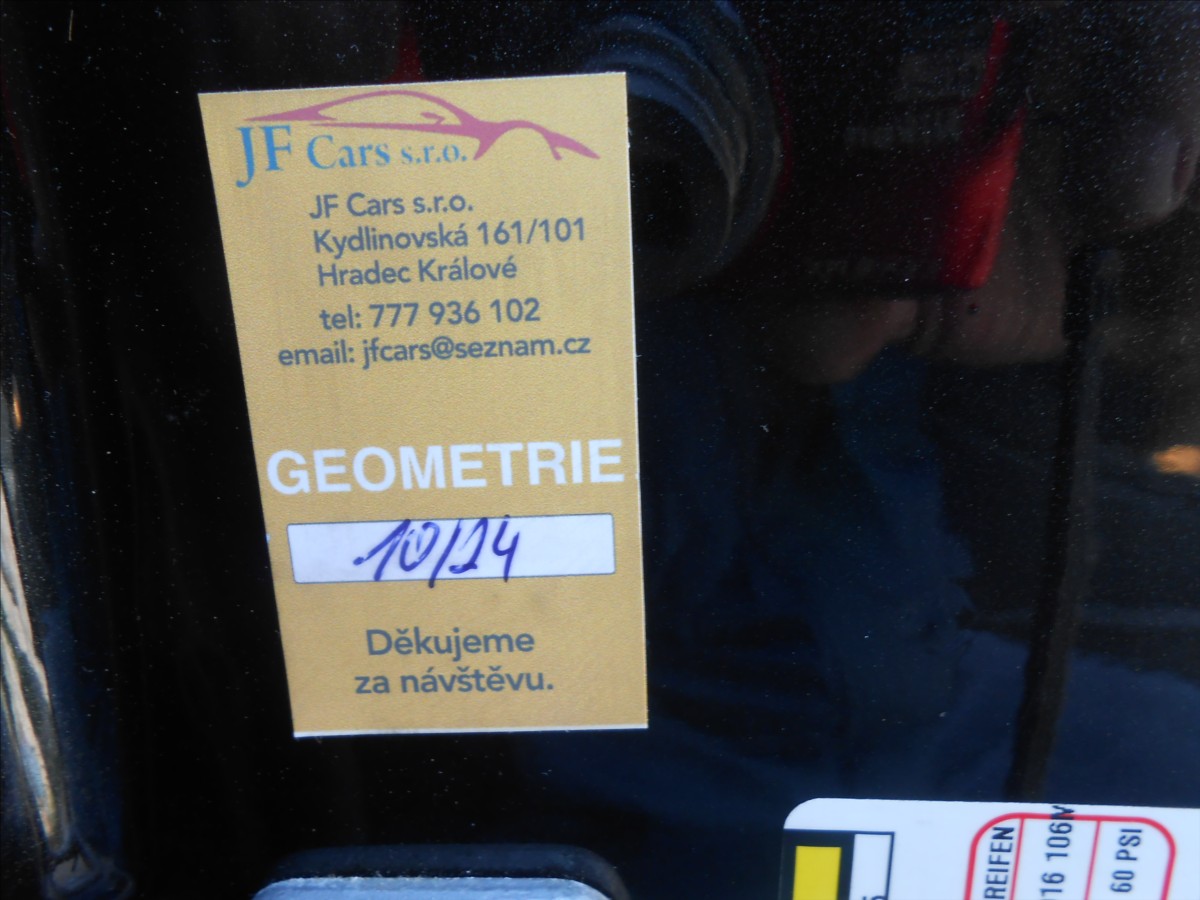 JF Cars s.r.o.
JF Cars s.r.o.
Kydlinovská 161/101
Hradec Králové
tel: 777 936 102
email: jfcars@seznam.cz
GEOMETRIE
10/24
Děkujeme
za návštěvu.
REIFEN
60 PSI